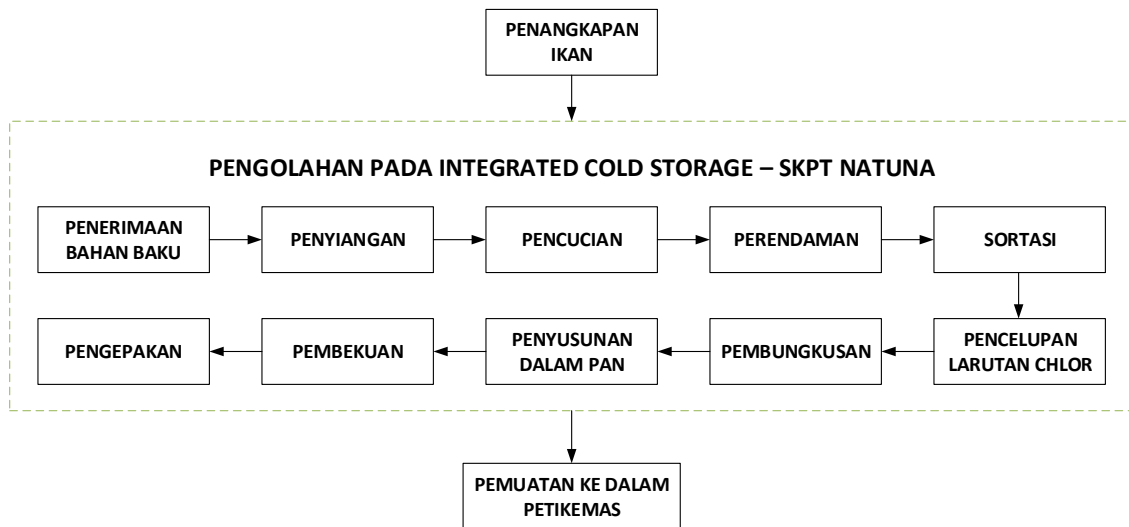 PENANGKAPAN
IKAN
PENGOLAHAN PADA INTEGRATED COLD STORAGE – SKPT NATUNA
PENERIMAAN
BAHAN BAKU
PENYIANGAN
PENCUCIAN
PERENDAMAN
SORTASI
PENCELUPAN
LARUTAN CHLOR
PEMBUNGKUSAN
PENYUSUNAN
DALAM PAN
PEMBEKUAN
PENGEPAKAN
PEMUATAN KE DALAM
PETIKEMAS